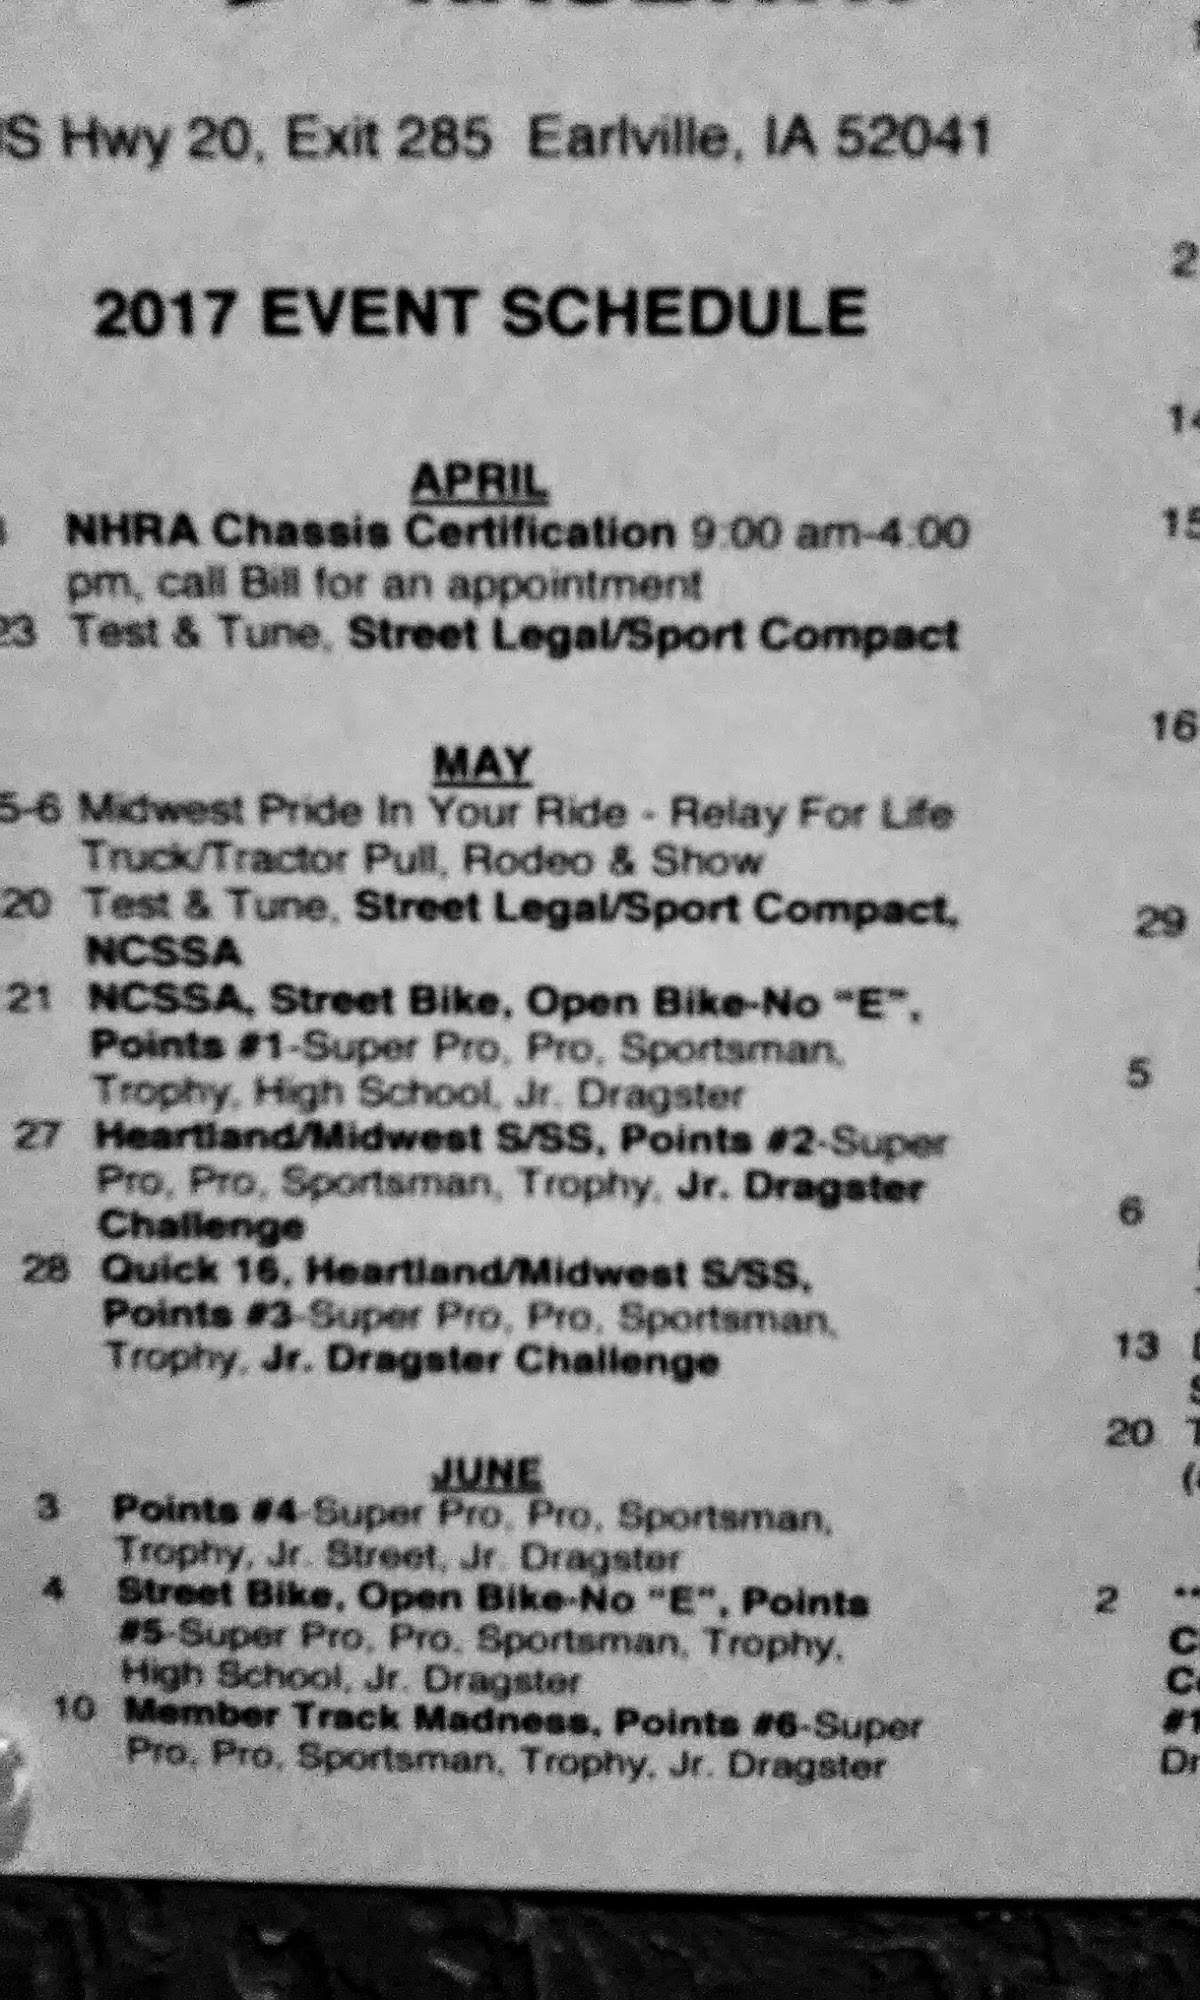 US Hwy 20, Exit 285 Earlville, IA 52041
2017 EVENT SCHEDULE
APRIL
NHRA Chassis Certification 9:00 am-4:00
pm, call Bill for an appointment
23 Test & Tune, Street Legal/Sport Compact
MAY
5-6 Midwest Pride In Your Ride - Relay For Life
Truck/Tractor Pull, Rodeo & Show
20 Test & Tune, Street Legal/Sport Compact,
NCSSA
21 NCSSA, Street Bike, Open Bike-No "E",
Points #1-Super Pro, Pro, Sportsman,
Trophy, High School, Jr. Dragster
27 Heartland/Midwest S/SS, Points #2-Super
Pro, Pro, Sportsman, Trophy, Jr. Dragster
Challenge
28 Quick 16, Heartland/Midwest S/SS,
Points #3-Super Pro, Pro, Sportsman,
Trophy, Jr. Dragster Challenge
JUNE
3 Points #4-Super Pro, Pro, Sportsman,
Trophy, Jr. Street, Jr. Dragster
4 Street Bike, Open Bike-No "E", Points
#5-Super Pro, Pro, Sportsman, Trophy,
High School, Jr. Dragster
10 Member Track Madness, Points #6-Super
Pro, Pro, Sportsman, Trophy, Jr. Dragster
2
14
15
16
29
5
6
13
20
2